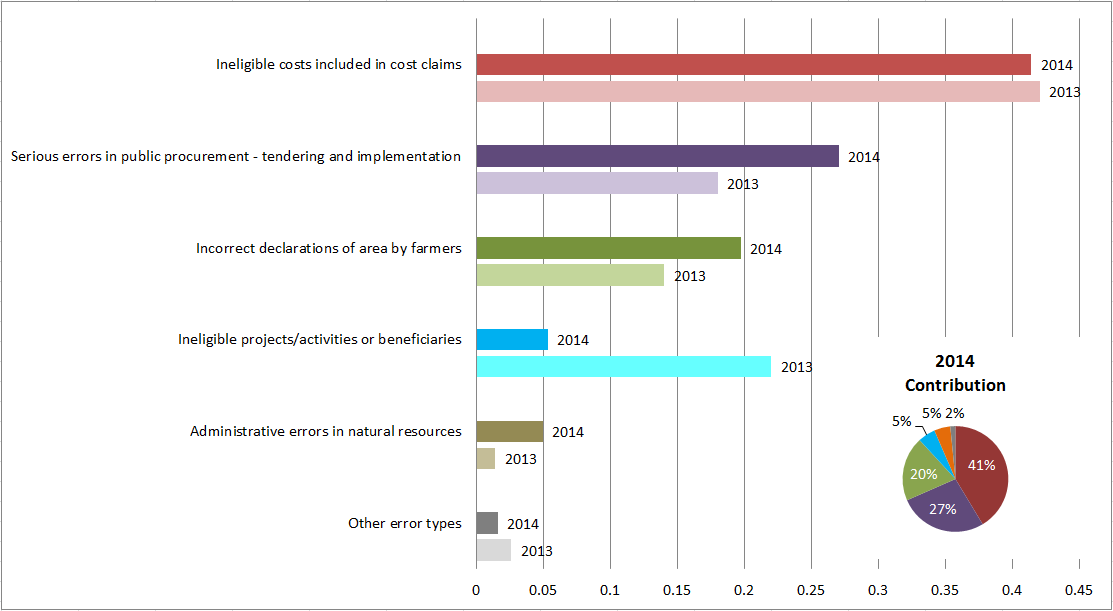 Ineligible costs included in cost claims
2014
2013
Serious errors in public procurement - tendering and implementation
2014
2013
Incorrect declarations of area by farmers
2014
2013
Ineligible projects/activities or beneficiaries
2014
2013
Administrative errors in natural resources
2014
2013
Other error types
2014
2013
0 0.05 0.1 0.15 0.2 0.25 0.3 0.35 0.4 0.45
2014
Contribution
5% 5% 2%
20% 41%
27%